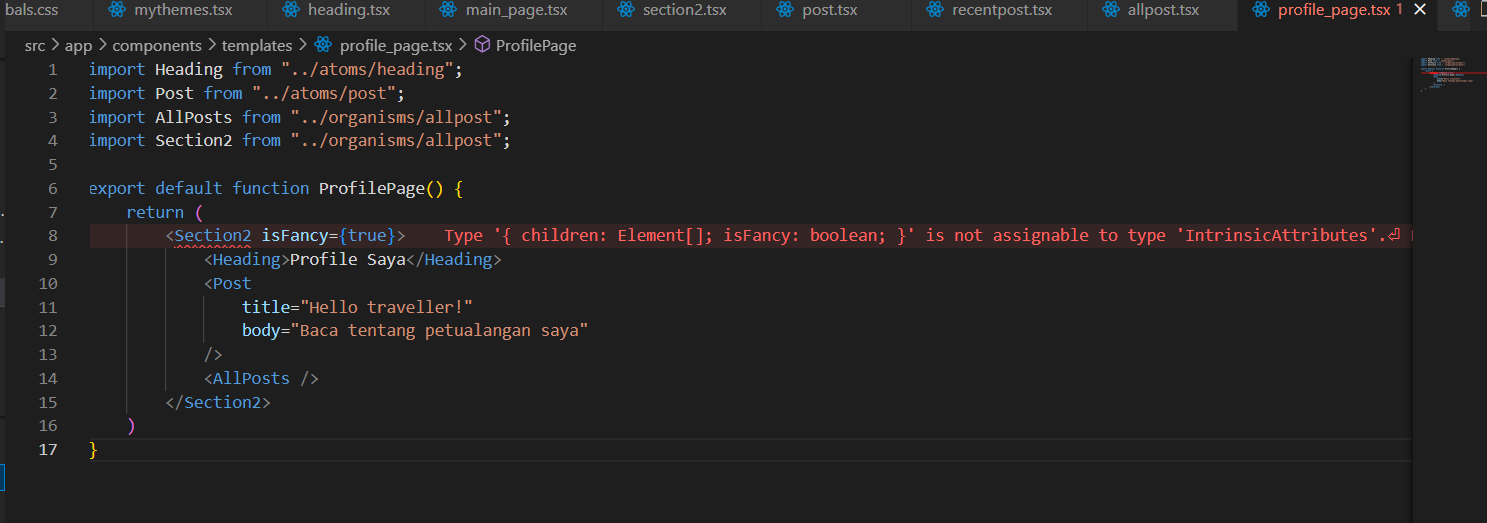 bals.css mythemes.tsx heading.tsx main_page.tsx section2.tsx post.tsx recentpost.tsx allpost.tsx profile_page.tsx 1
src > app > components > templates > profile_page.tsx > ProfilePage
1 import Heading from "../atoms/heading";
2 import Post from "../atoms/post";
3 import AllPosts from "../organisms/allpost";
4 import Section2 from "../organisms/allpost";
5
6 export default function ProfilePage() {
7 return (
8 <Section2 isFancy={true}> Type '{ children: Element[]; isFancy: boolean; }' is not assignable to type 'IntrinsicAttributes'.⏎
9 <Heading>Profile Saya</Heading>
10 <Post
11 title="Hello traveller!"
12 body="Baca tentang petualangan saya"
13 />
14 <AllPosts />
15 </Section2>
16 )
17 }